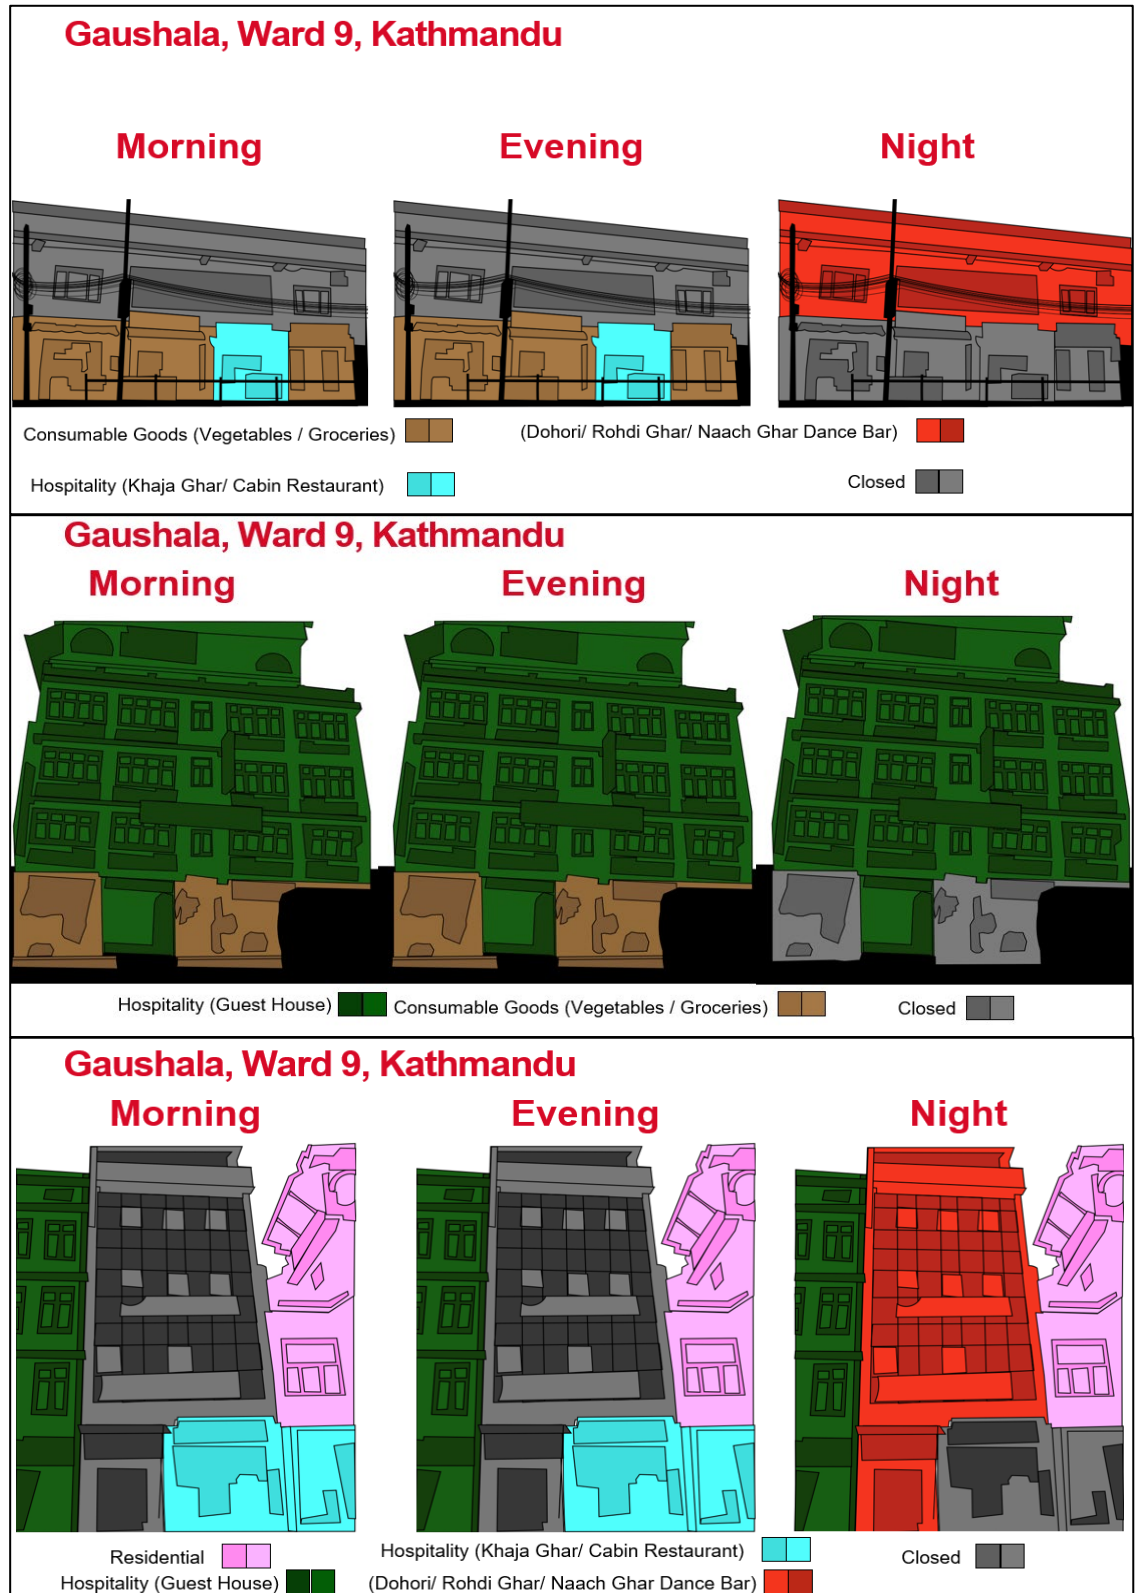 Gaushala, Ward 9, Kathmandu
Morning Evening Night
Consumable Goods (Vegetables / Groceries) (Dohori/ Rohdi Ghar/ Naach Ghar Dance Bar)
Hospitality (Khaja Ghar/ Cabin Restaurant) Closed
Gaushala, Ward 9, Kathmandu
Morning Evening Night
Hospitality (Guest House) Consumable Goods (Vegetables / Groceries) Closed
Gaushala, Ward 9, Kathmandu
Morning Evening Night
Residential Hospitality (Khaja Ghar/ Cabin Restaurant) Closed
Hospitality (Guest House) (Dohori/ Rohdi Ghar/ Naach Ghar Dance Bar)